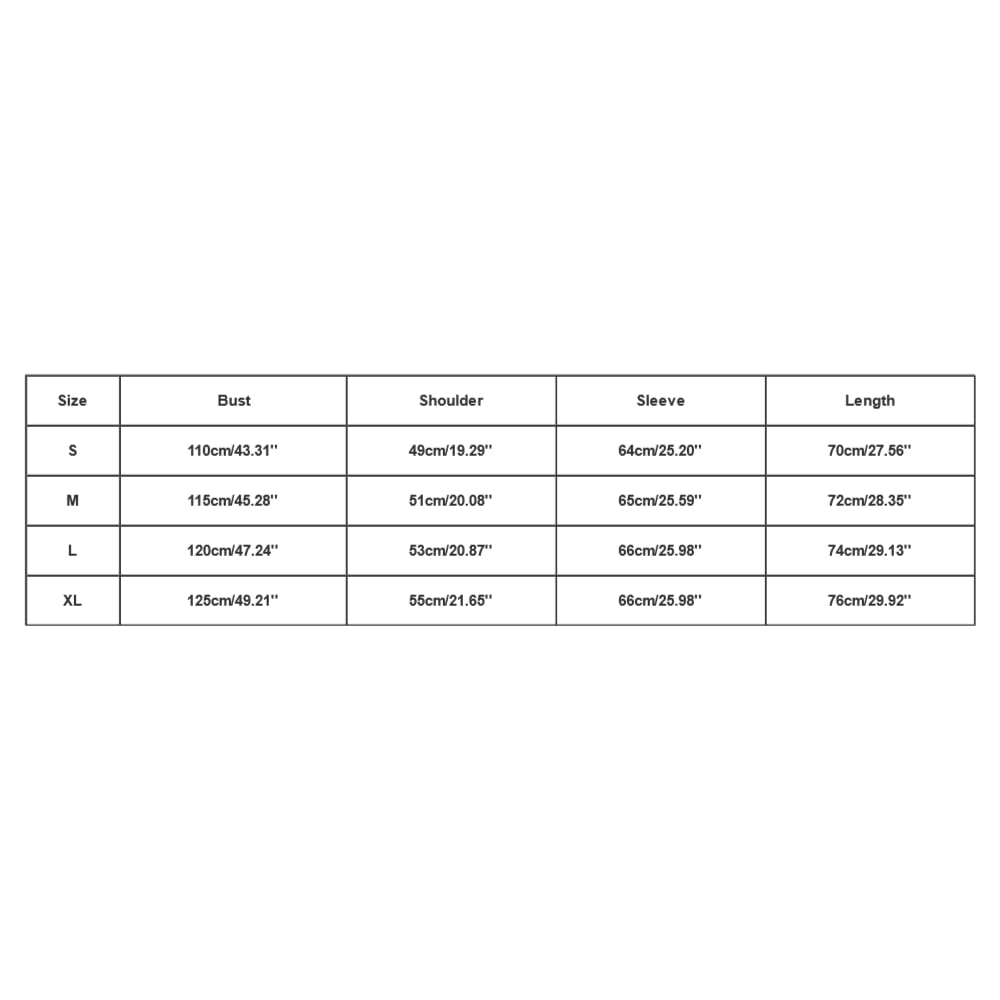 Size Bust Shoulder Sleeve Length
S 110cm/43.31'' 49cm/19.29'' 64cm/25.20'' 70cm/27.56''
M 115cm/45.28'' 51cm/20.08'' 65cm/25.59'' 72cm/28.35''
L 120cm/47.24'' 53cm/20.87'' 66cm/25.98'' 74cm/29.13''
XL 125cm/49.21'' 55cm/21.65'' 66cm/25.98'' 76cm/29.92''